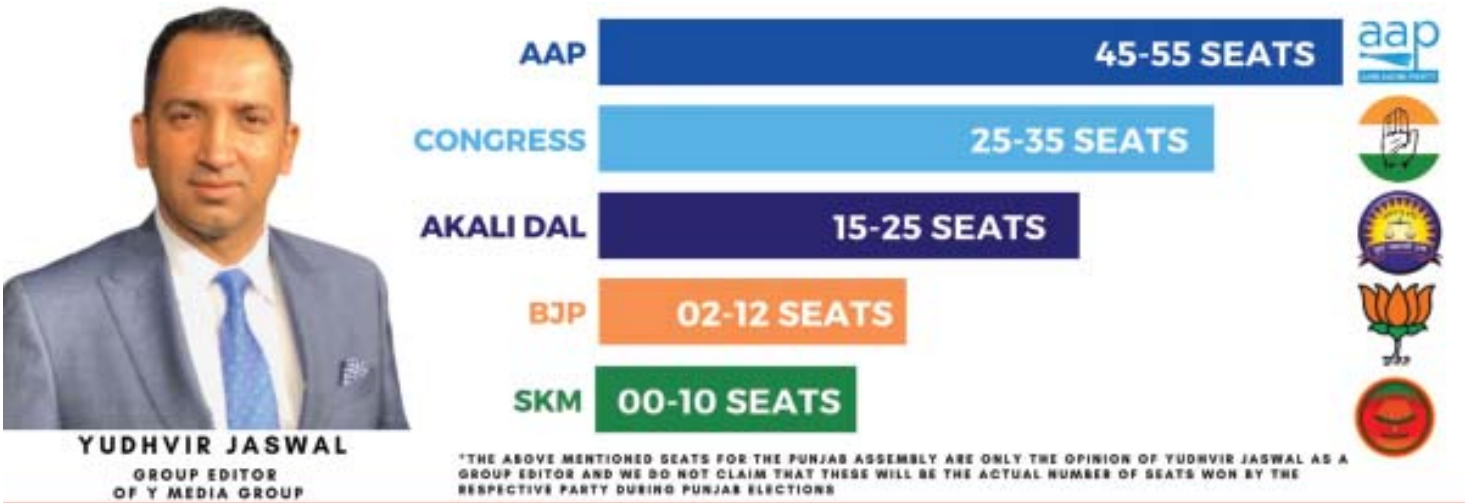 AAP
45-55 SEATS
aap
CONGRESS
25-35 SEATS
AKALI DAL
15-25 SEATS
BJP
02-12 SEATS
SKM
00-10 SEATS
YUDHVIR JASWAL
GROUP EDITOR
OF Y MEDIA GROUP
*THE ABOVE MENTIONED SEATS FOR THE PUNJAB ASSEMBLY ARE ONLY THE OPINION OF YUDHVIR JASWAL AS A
GROUP EDITOR AND WE DO NOT CLAIM THAT THESE WILL BE THE ACTUAL NUMBER OF SEATS WON BY THE
RESPECTIVE PARTY DURING PUNJAB ELECTIONS